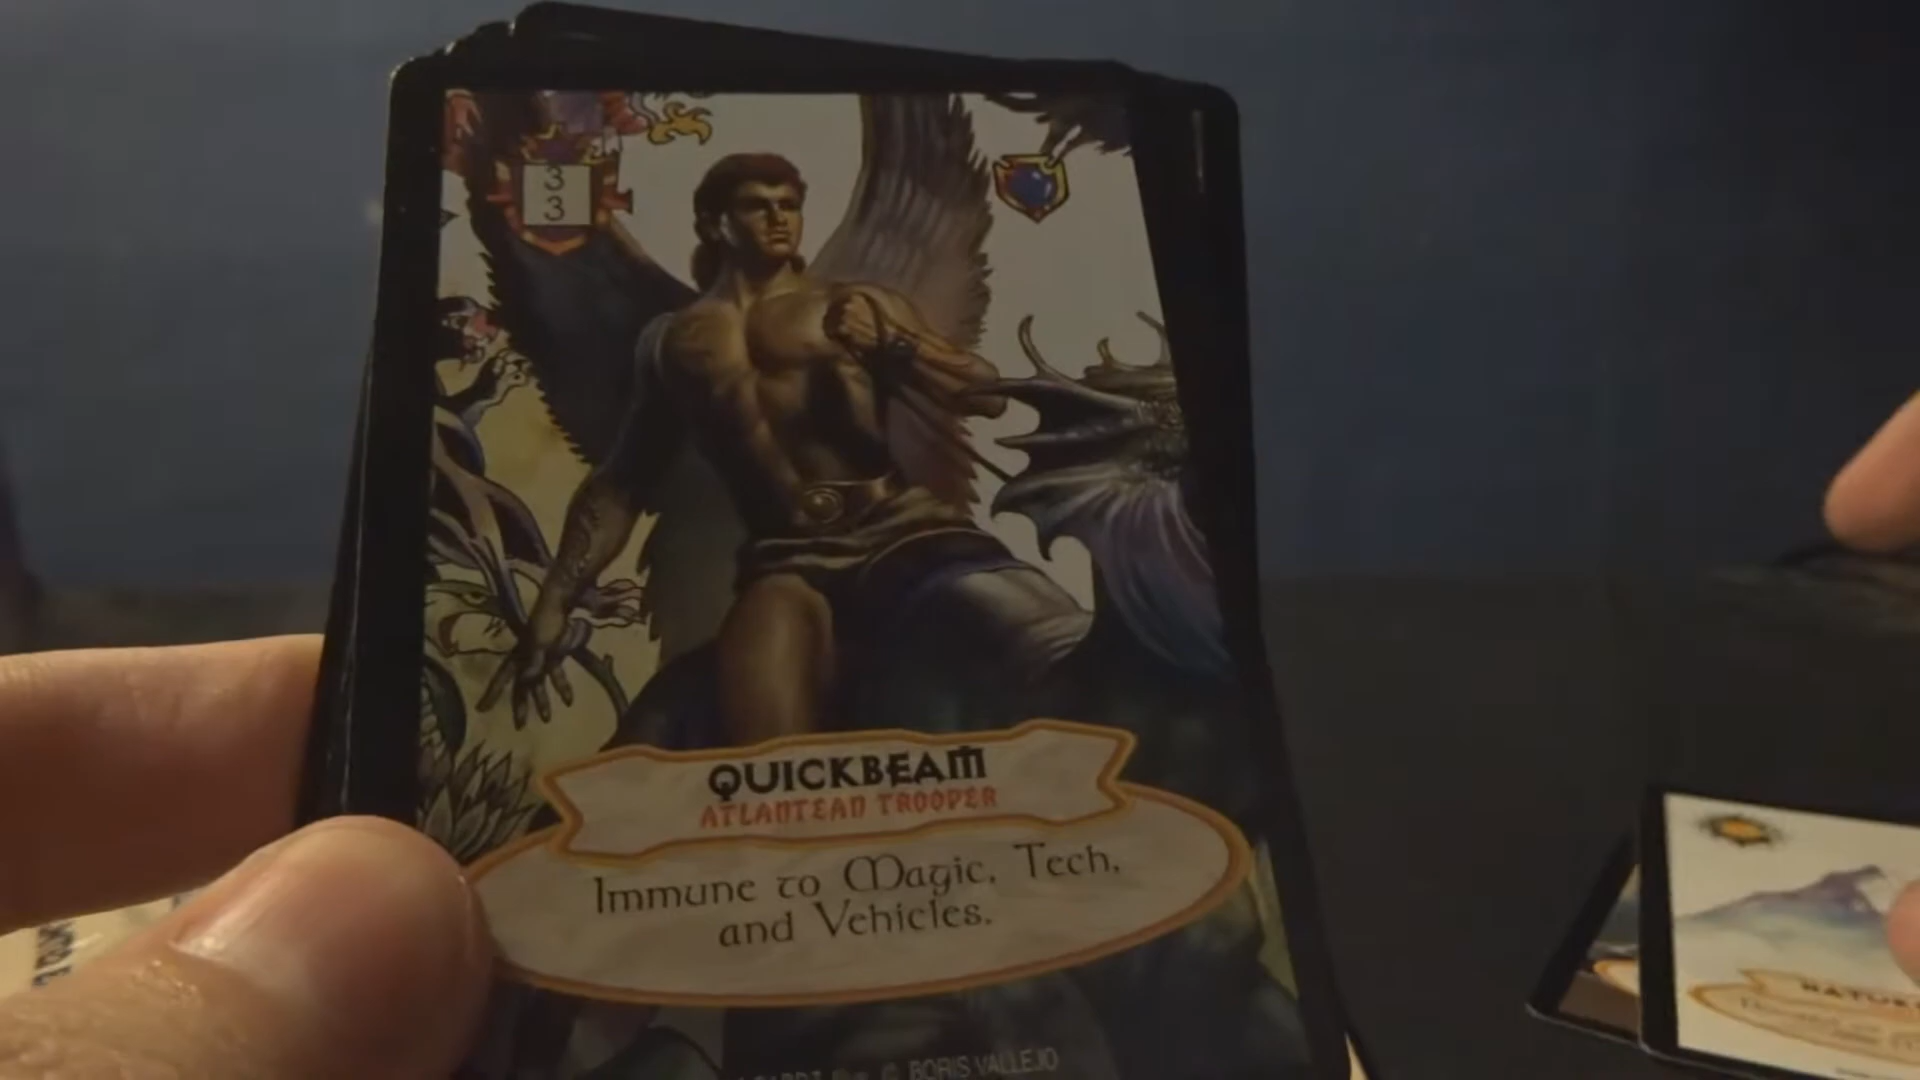 3
3
QUICKBEAM
ATLANTEAN TROOPER
Immune to Magic, Tech,
and Vehicles.
© BORIS VALLEJO